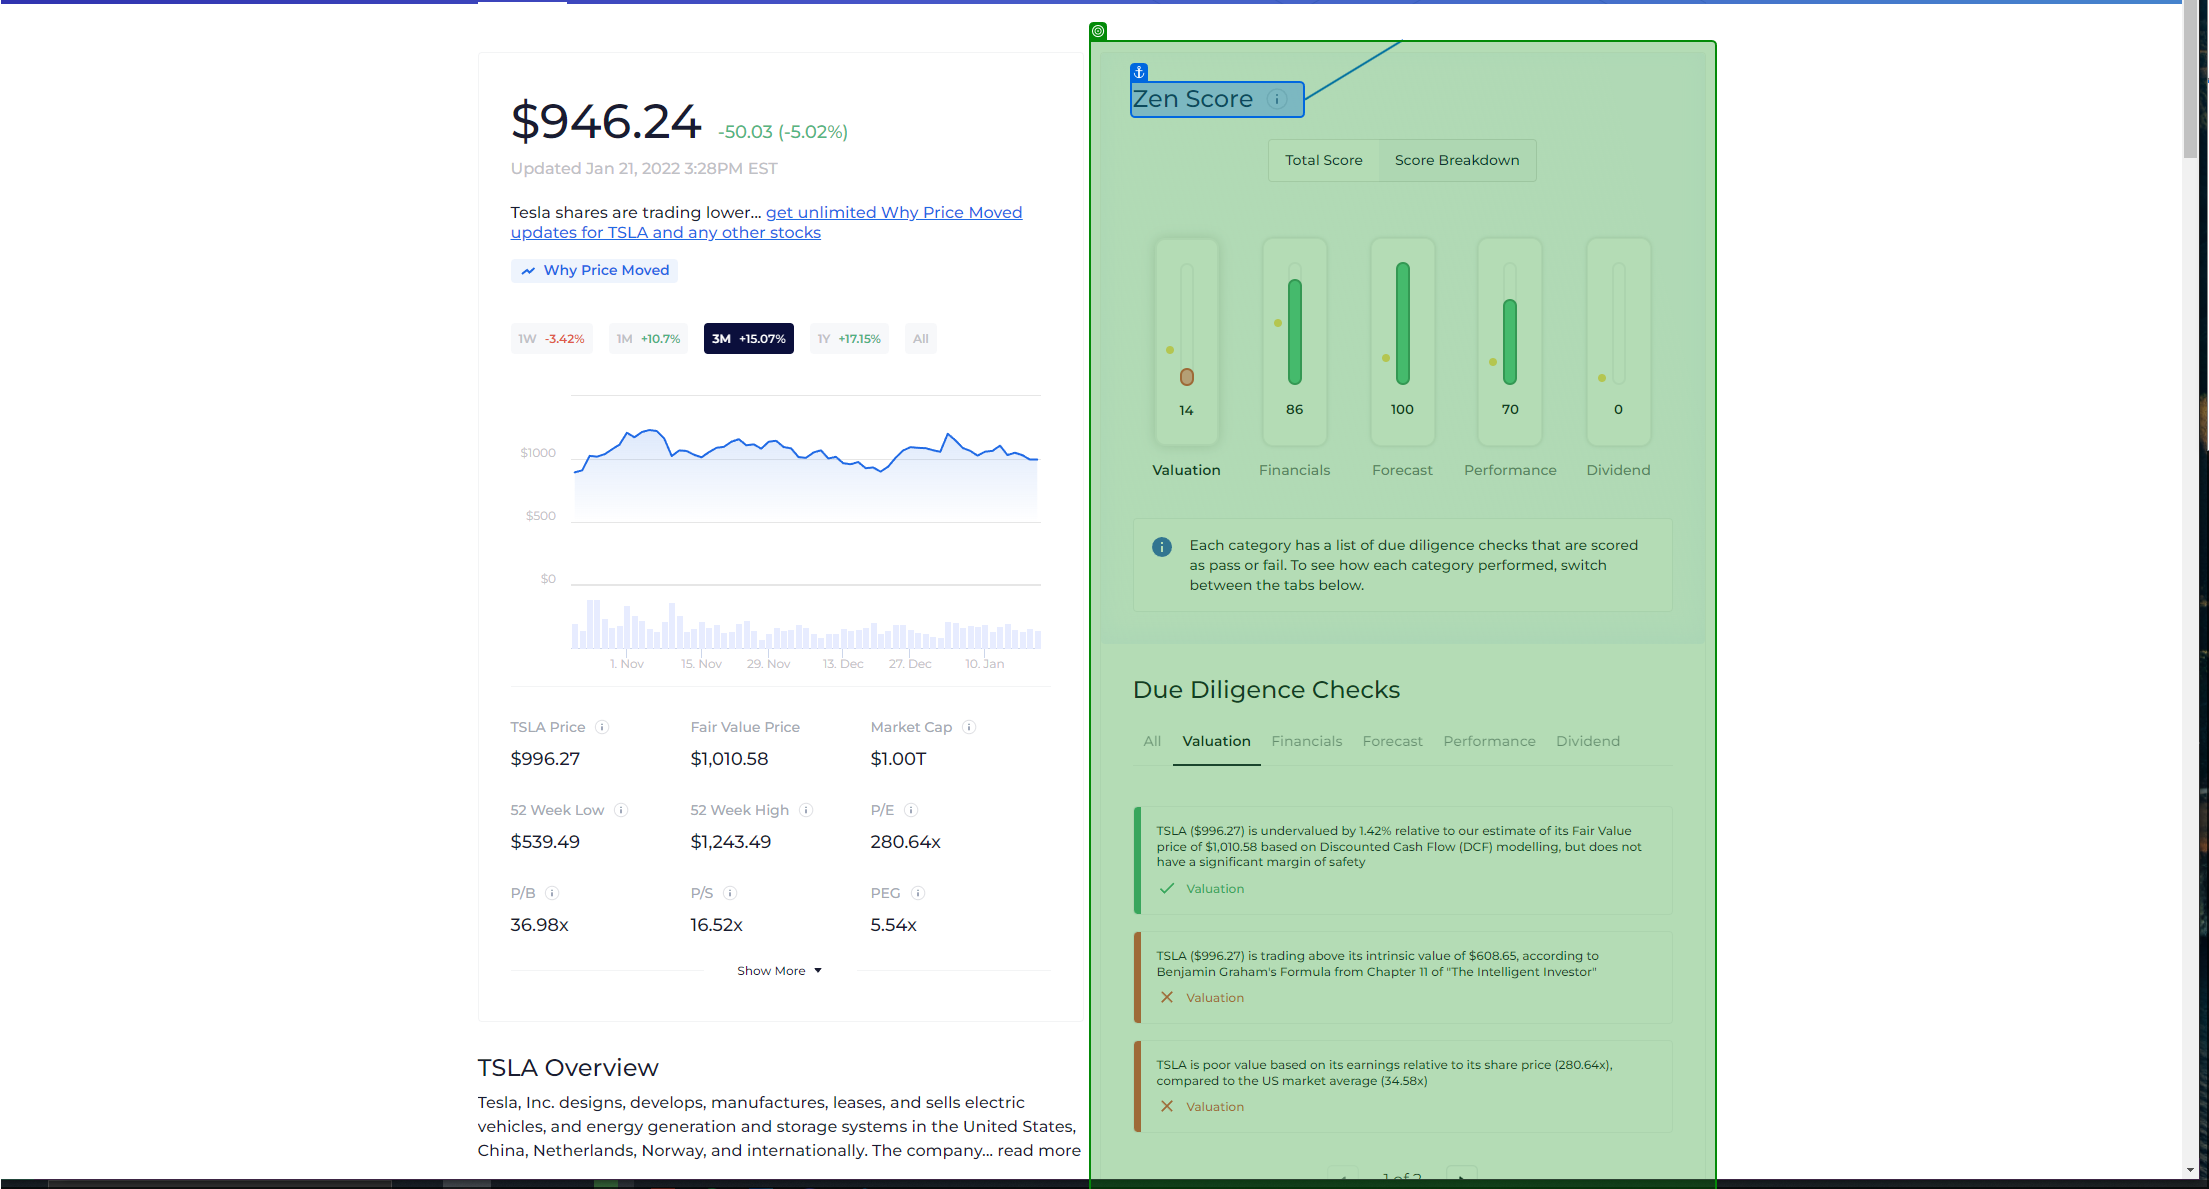 $946.24 -50.03 (-5.02%)
Updated Jan 21, 2022 3:28PM EST
Tesla shares are trading lower... get unlimited Why Price Moved
updates for TSLA and any other stocks
Why Price Moved
1W -3.42% 1M +10.7% 3M +15.07% 1Y +17.15% All
$1000
$500
$0
1. Nov 15. Nov 29. Nov 13. Dec 27. Dec 10. Jan
TSLA Price Fair Value Price Market Cap
$996.27 $1,010.58 $1.00T
52 Week Low 52 Week High P/E
$539.49 $1,243.49 280.64x
P/B P/S PEG
36.98x 16.52x 5.54x
Show More
TSLA Overview
Tesla, Inc. designs, develops, manufactures, leases, and sells electric
vehicles, and energy generation and storage systems in the United States,
China, Netherlands, Norway, and internationally. The company... read more
Zen Score
Total Score Score Breakdown
14 86 100 70 0
Valuation Financials Forecast Performance Dividend
Each category has a list of due diligence checks that are scored
as pass or fail. To see how each category performed, switch
between the tabs below.
Due Diligence Checks
All Valuation Financials Forecast Performance Dividend
TSLA ($996.27) is undervalued by 1.42% relative to our estimate of its Fair Value
price of $1,010.58 based on Discounted Cash Flow (DCF) modelling, but does not
have a significant margin of safety
Valuation
TSLA ($996.27) is trading above its intrinsic value of $608.65, according to
Benjamin Graham's Formula from Chapter 11 of "The Intelligent Investor"
Valuation
TSLA is poor value based on its earnings relative to its share price (280.64x),
compared to the US market average (34.58x)
Valuation